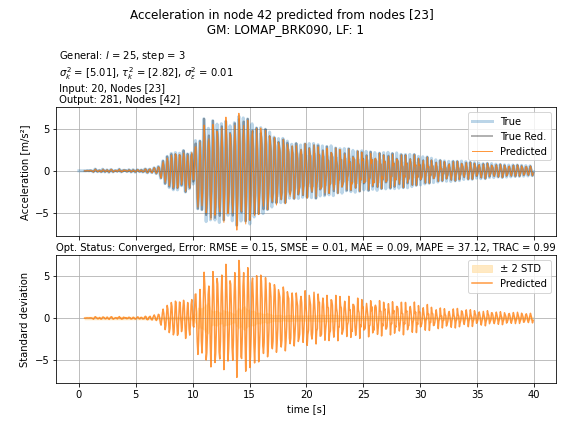 Acceleration in node 42 predicted from nodes [23]
GM: LOMAP_BRK090, LF: 1
General: l = 25, step = 3
σ²ₖ = [5.01], τ²ₖ = [2.82], σ²ε = 0.01
Input: 20, Nodes [23]
Output: 281, Nodes [42]
Acceleration [m/s²]
5
0
−5
True
True Red.
Predicted
Opt. Status: Converged, Error: RMSE = 0.15, SMSE = 0.01, MAE = 0.09, MAPE = 37.12, TRAC = 0.99
Standard deviation
5
0
−5
± 2 STD
Predicted
0 5 10 15 20 25 30 35 40
time [s]